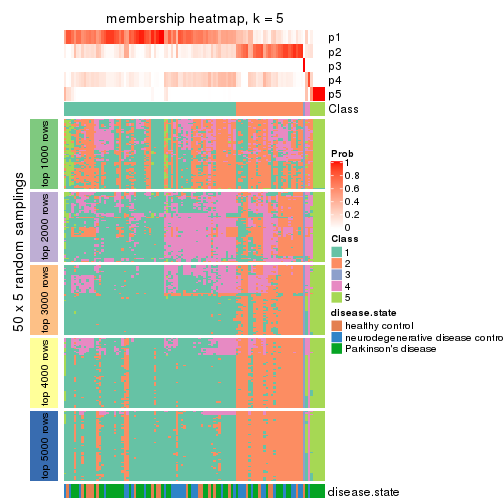 membership heatmap, k = 5
p1
p2
p3
p4
p5
Class
50 x 5 random samplings
top 1000 rows
top 2000 rows
top 3000 rows
top 4000 rows
top 5000 rows
Prob
1
0.8
0.6
0.4
0.2
0
Class
1
2
3
4
5
disease.state
healthy control
neurodegenerative disease contro
Parkinson's disease
disease.state